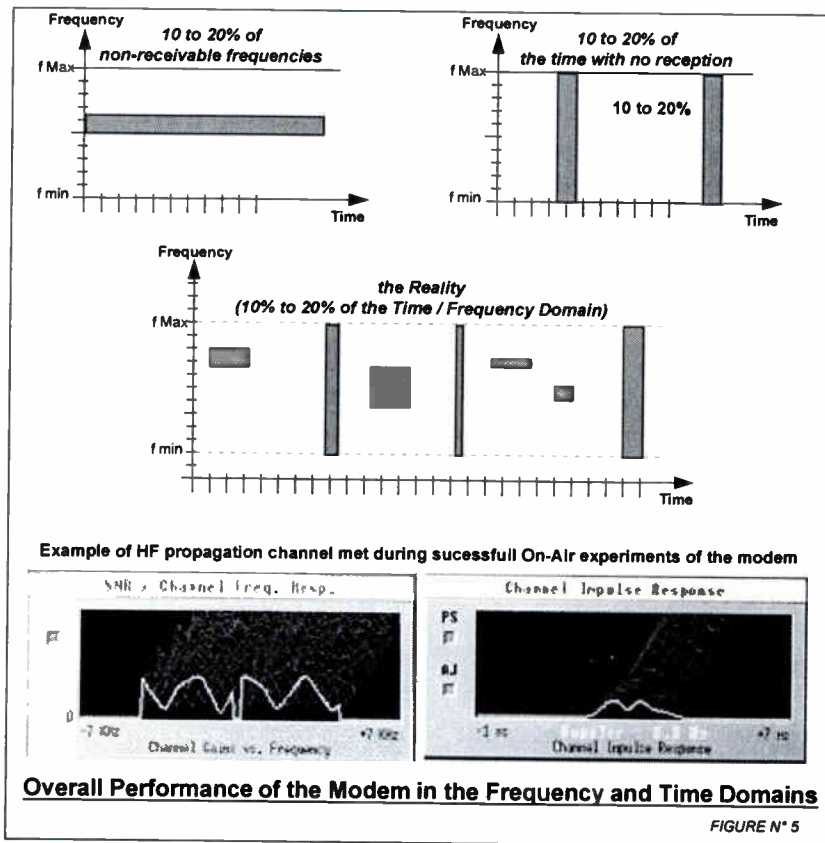 Frequency
10 to 20% of
non-receivable frequencies
f Max
f min
Time
Frequency
10 to 20% of
the time with no reception
f Max
10 to 20%
f min
Time
Frequency
the Reality
(10% to 20% of the Time / Frequency Domain)
f Max
f min
Time
Example of HF propagation channel met during sucessfull On-Air experiments of the modem
SNR Channel Freq. Resp.
0
-7 KHz
+7 KHz
Channel Gains vs. Frequency
Channel Impulse Response
PS
AJ
-1 ms
+7 ms
Channel Impulse Response
Overall Performance of the Modem in the Frequency and Time Domains
FIGURE N° 5